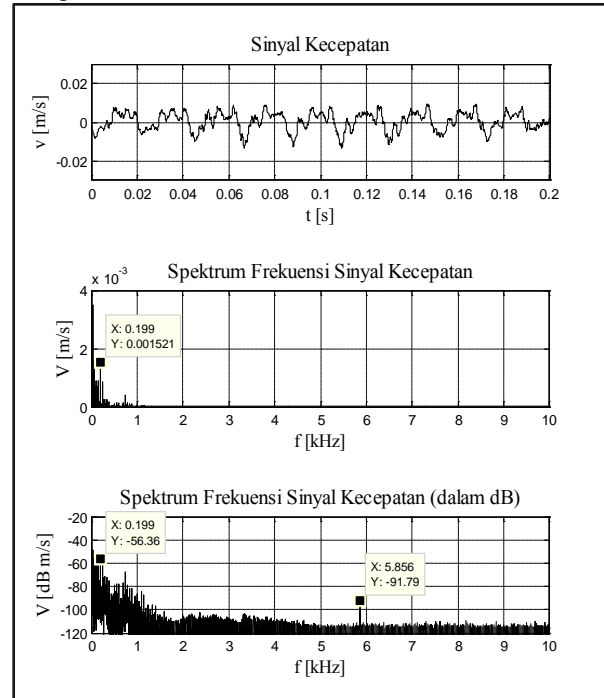 Sinyal Kecepatan
0.02
0
-0.02
v [m/s]
0 0.02 0.04 0.06 0.08 0.1 0.12 0.14 0.16 0.18 0.2
t [s]
Spektrum Frekuensi Sinyal Kecepatan
x 10-3
4
2
0
V [m/s]
X: 0.199
Y: 0.001521
0 1 2 3 4 5 6 7 8 9 10
f [kHz]
Spektrum Frekuensi Sinyal Kecepatan (dalam dB)
-20
-40
-60
-80
-100
-120
V [dB m/s]
X: 0.199
Y: -56.36
X: 5.856
Y: -91.79
0 1 2 3 4 5 6 7 8 9 10
f [kHz]